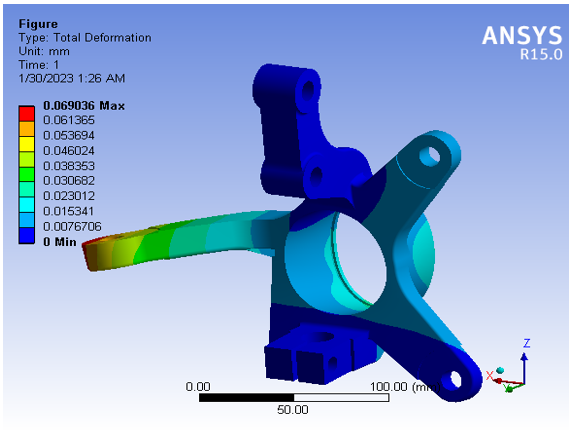 Figure
Type: Total Deformation
Unit: mm
Time: 1
1/30/2023 1:26 AM
ANSYS
R15.0
0.069036 Max
0.061365
0.053694
0.046024
0.038353
0.030682
0.023012
0.015341
0.0076706
0 Min
Z
X
0.00
100.00 (m
50.00